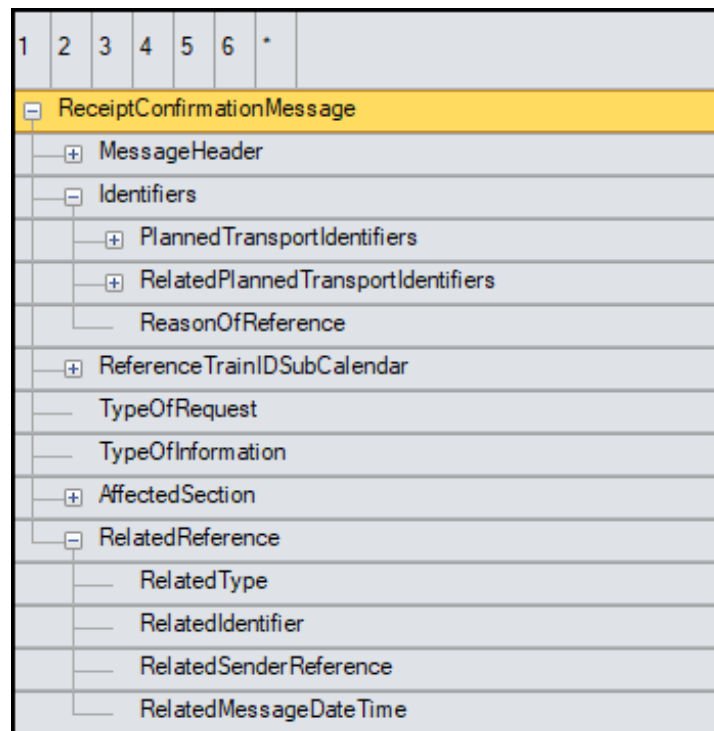 1 2 3 4 5 6 *
ReceiptConfirmationMessage
MessageHeader
Identifiers
PlannedTransportIdentifiers
RelatedPlannedTransportIdentifiers
ReasonOfReference
ReferenceTrainIDSubCalendar
TypeOfRequest
TypeOfInformation
AffectedSection
RelatedReference
RelatedType
RelatedIdentifier
RelatedSenderReference
RelatedMessageDateTime